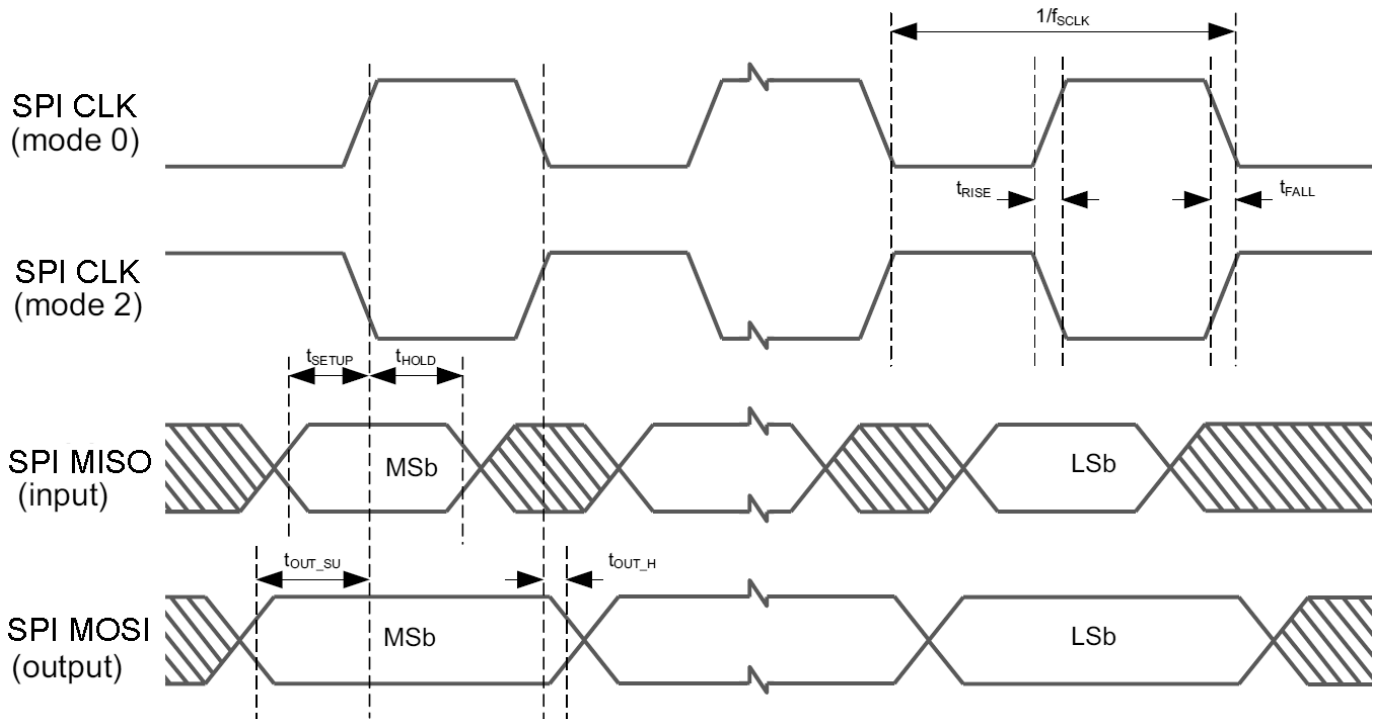 1/fSCLK
SPI CLK
(mode 0)
tRISE
tFALL
SPI CLK
(mode 2)
tSETUP
tHOLD
SPI MISO
(input)
MSb
LSb
tOUT_SU
tOUT_H
SPI MOSI
(output)
MSb
LSb